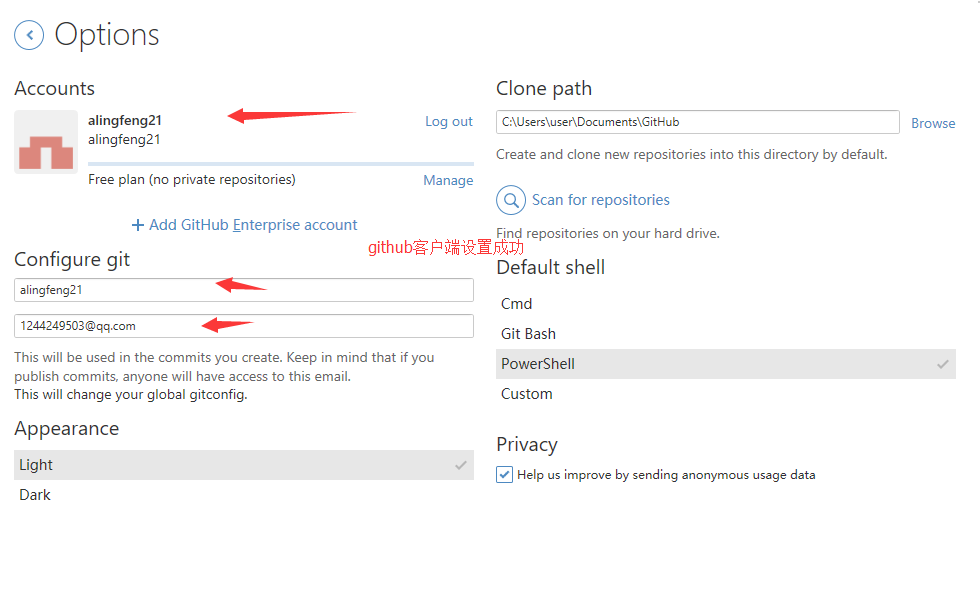 Options
Accounts
alingfeng21
alingfeng21
Log out
Free plan (no private repositories)
Manage
+ Add GitHub Enterprise account
Configure git
alingfeng21
1244249503@qq.com
This will be used in the commits you create. Keep in mind that if you
publish commits, anyone will have access to this email.
This will change your global gitconfig.
Appearance
Light
Dark
github客户端设置成功
Clone path
C:\Users\user\Documents\GitHub
Browse
Create and clone new repositories into this directory by default.
Scan for repositories
Find repositories on your hard drive.
Default shell
Cmd
Git Bash
PowerShell
Custom
Privacy
Help us improve by sending anonymous usage data